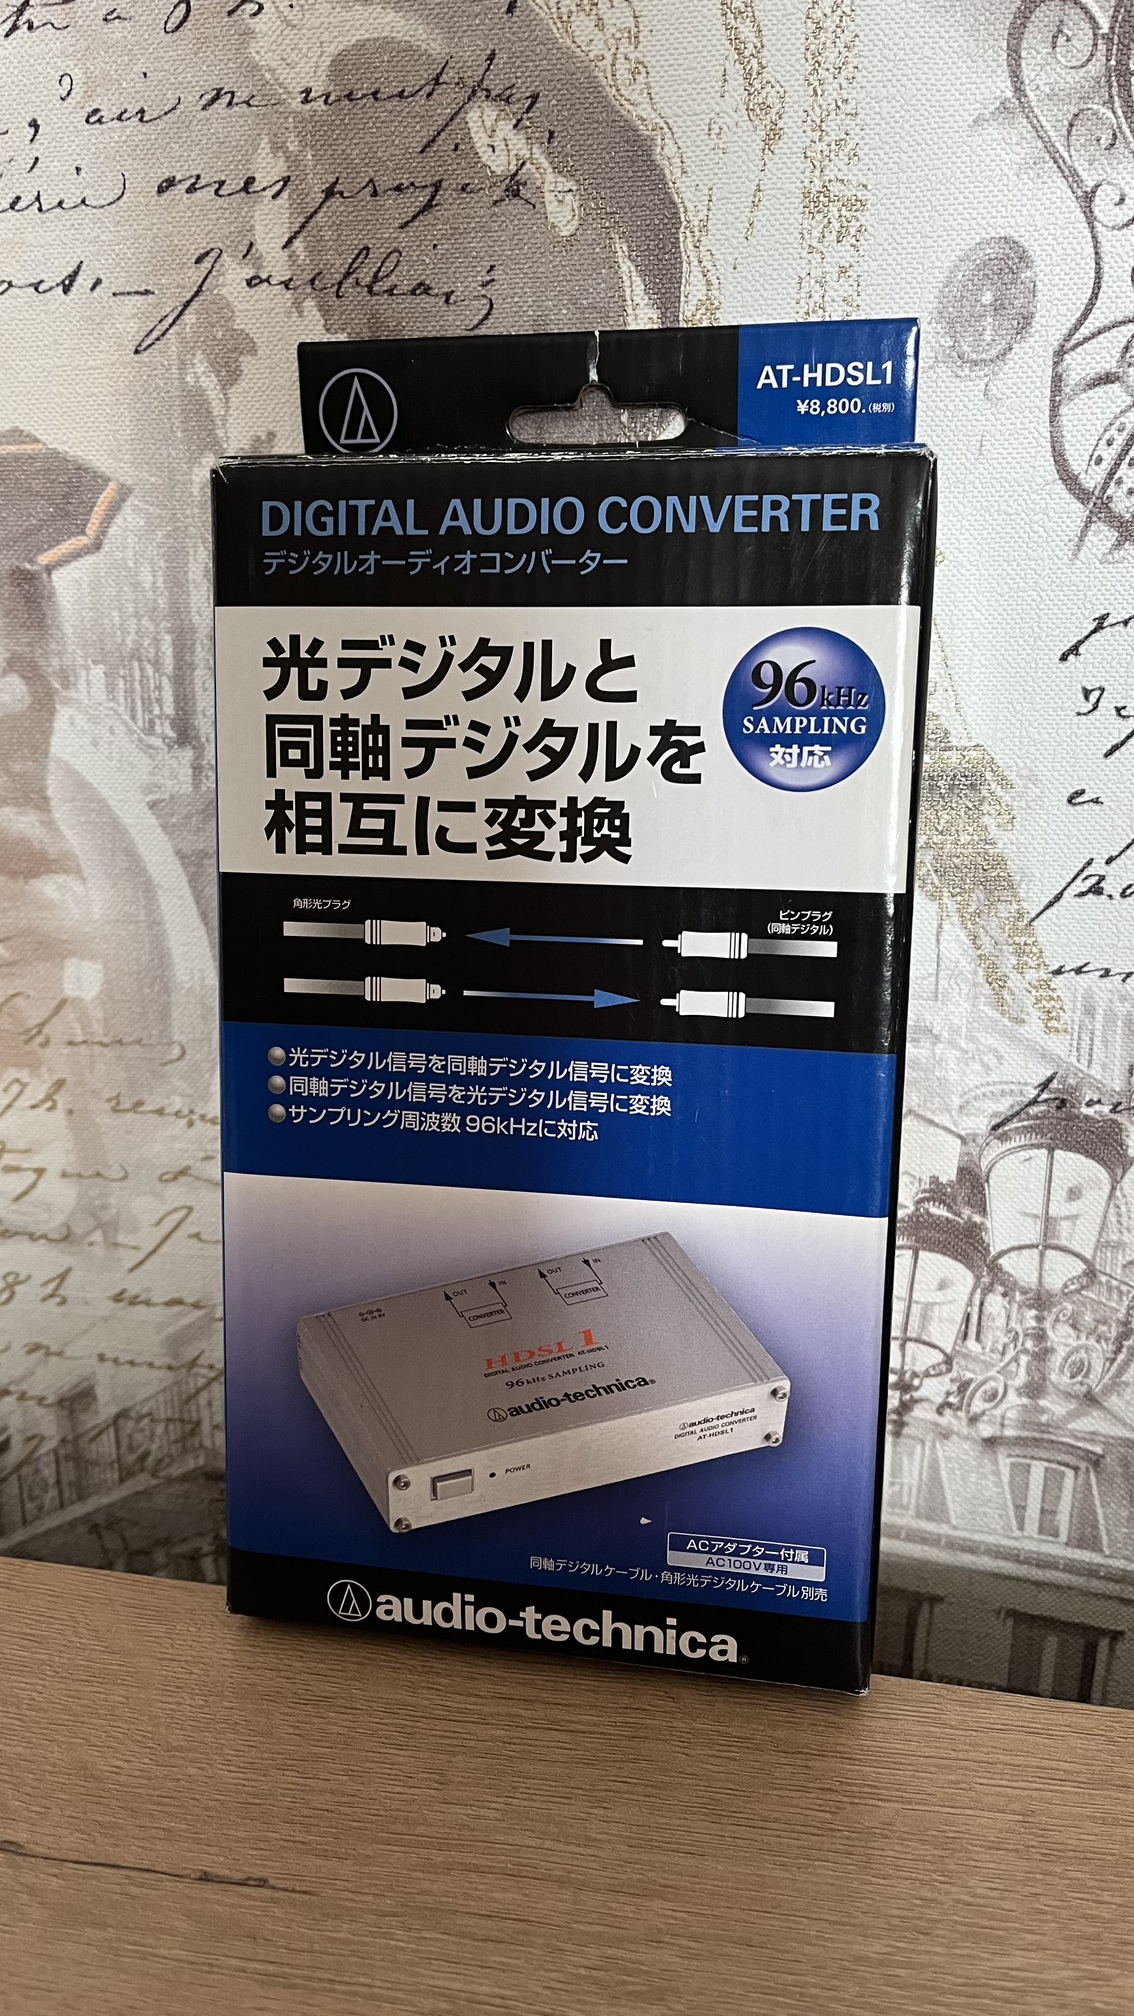 'air ne
J'oubliais
AT-HDSL1
¥8,800.(税別)
DIGITAL AUDIO CONVERTER
デジタルオーディオコンバーター
光デジタルと
同軸デジタルを
相互に変換
96kHz
SAMPLING
対応
角形光プラグ
ピンプラグ
(同軸デジタル)
●光デジタル信号を同軸デジタル信号に変換
●同軸デジタル信号を光デジタル信号に変換
●サンプリング周波数96kHzに対応
OUT IN
CONVERTER
OUT IN
CONVERTER
HDSL1
DIGITAL AUDIO CONVERTER AT-HDSL1
96kHz SAMPLING
audio-technica®
audio-technica
DIGITAL AUDIO CONVERTER
AT-HDSL1
POWER
ACアダプター付属
AC100V専用
同軸デジタルケーブル・角形光デジタルケーブル別売
audio-technica®